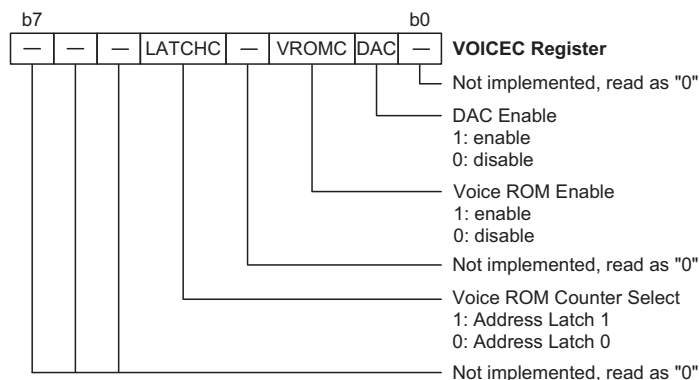 b7 b0
— — — LATCHC — VROMC DAC — VOICEC Register
Not implemented, read as "0"
DAC Enable
1: enable
0: disable
Voice ROM Enable
1: enable
0: disable
Not implemented, read as "0"
Voice ROM Counter Select
1: Address Latch 1
0: Address Latch 0
Not implemented, read as "0"